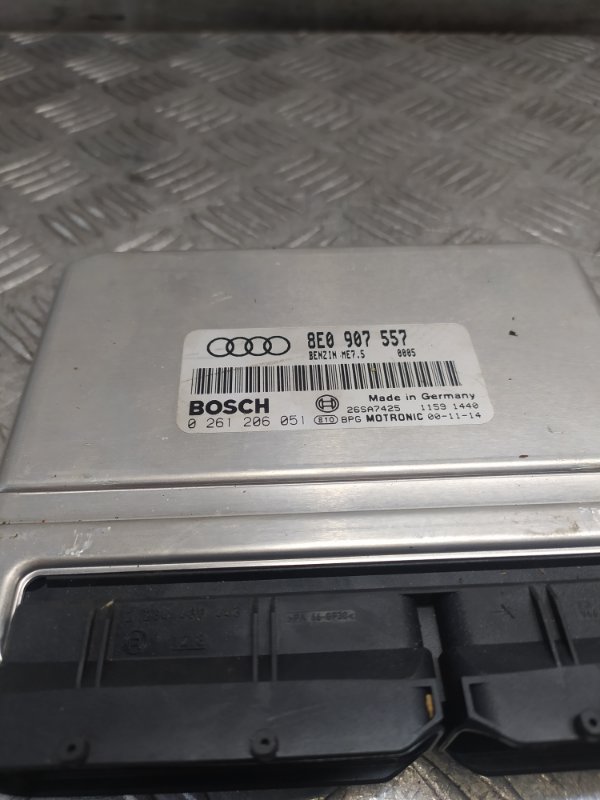 8E0 907 557
BENZIN ME7.5 0005
BOSCH Made in Germany
26SA7425 1159 1440
0 261 206 051 E10 BPG MOTRONIC 00-11-14